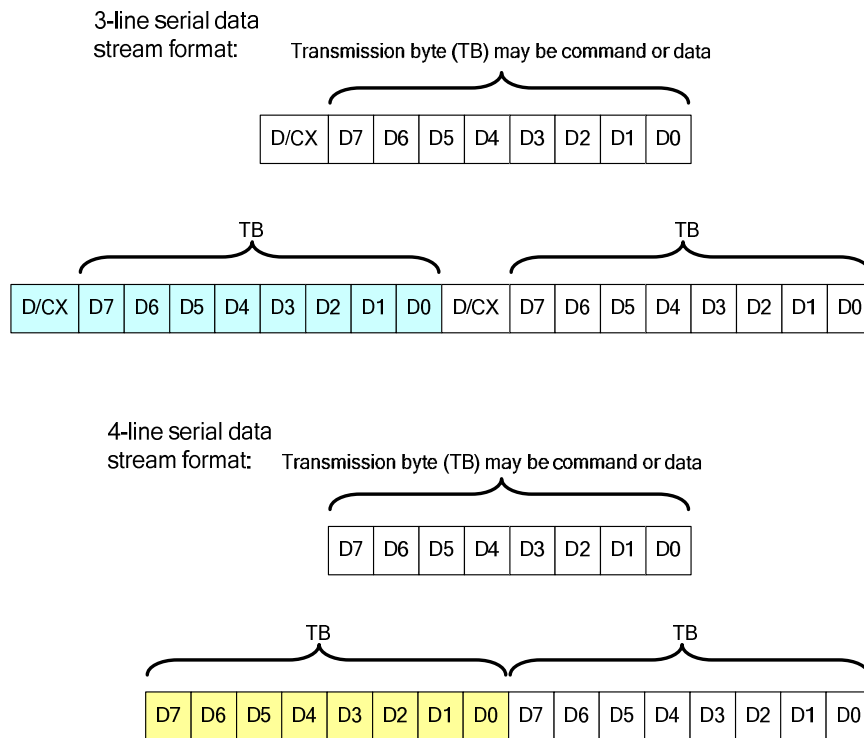 3-line serial data
stream format: Transmission byte (TB) may be command or data
D/CX D7 D6 D5 D4 D3 D2 D1 D0
TB TB
D/CX D7 D6 D5 D4 D3 D2 D1 D0 D/CX D7 D6 D5 D4 D3 D2 D1 D0
4-line serial data
stream format: Transmission byte (TB) may be command or data
D7 D6 D5 D4 D3 D2 D1 D0
TB TB
D7 D6 D5 D4 D3 D2 D1 D0 D7 D6 D5 D4 D3 D2 D1 D0